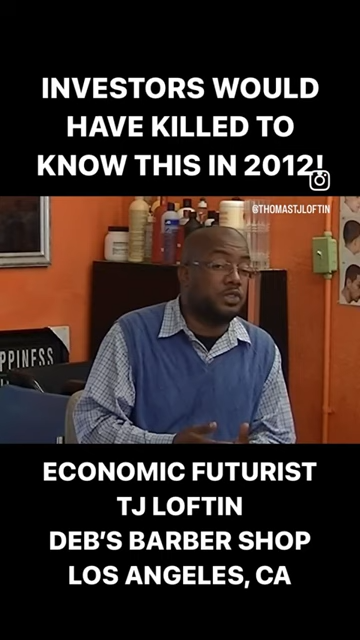 INVESTORS WOULD
HAVE KILLED TO
KNOW THIS IN 2012!
@THOMASTJLOFTIN
PPINESS
ECONOMIC FUTURIST
TJ LOFTIN
DEB'S BARBER SHOP
LOS ANGELES, CA